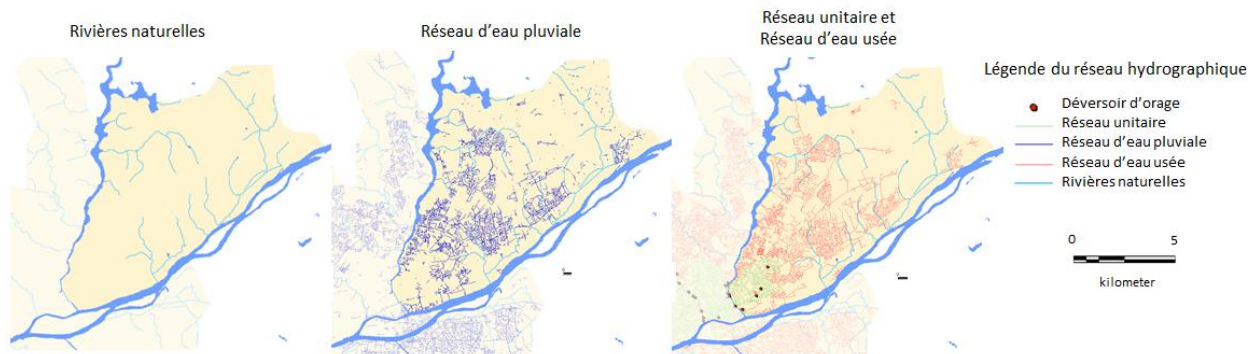 Rivières naturelles
Réseau d’eau pluviale
Réseau unitaire et
Réseau d’eau usée
Légende du réseau hydrographique
Déversoir d’orage
Réseau unitaire
Réseau d’eau pluviale
Réseau d’eau usée
Rivières naturelles
0 5
kilometer